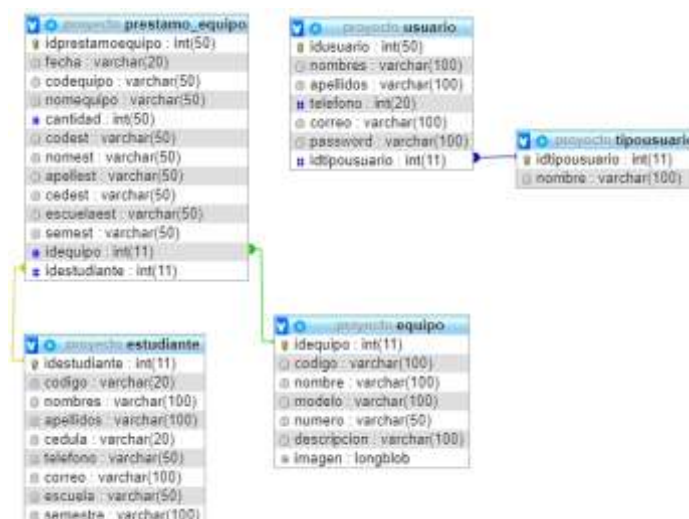 proyecto prestamo_equipo
idprestamoequipo : int(50)
fecha : varchar(20)
codequipo : varchar(50)
nomequipo : varchar(50)
cantidad : int(50)
codest : varchar(50)
nomest : varchar(50)
apellest : varchar(50)
cedest : varchar(50)
escuelaest : varchar(50)
semest : varchar(50)
idequipo : int(11)
idestudiante : int(11)
proyecto usuario
idusuario : int(50)
nombres : varchar(100)
apellidos : varchar(100)
telefono : int(20)
correo : varchar(100)
password : varchar(100)
idtipousuario : int(11)
proyecto tipousuario
idtipousuario : int(11)
nombre : varchar(100)
proyecto estudiante
idestudiante : int(11)
codigo : varchar(20)
nombres : varchar(100)
apellidos : varchar(100)
cedula : varchar(20)
telefono : varchar(50)
correo : varchar(100)
escuela : varchar(50)
semestre : varchar(100)
proyecto equipo
idequipo : int(11)
codigo : varchar(100)
nombre : varchar(100)
modelo : varchar(100)
numero : varchar(50)
descripcion : varchar(100)
imagen : longblob